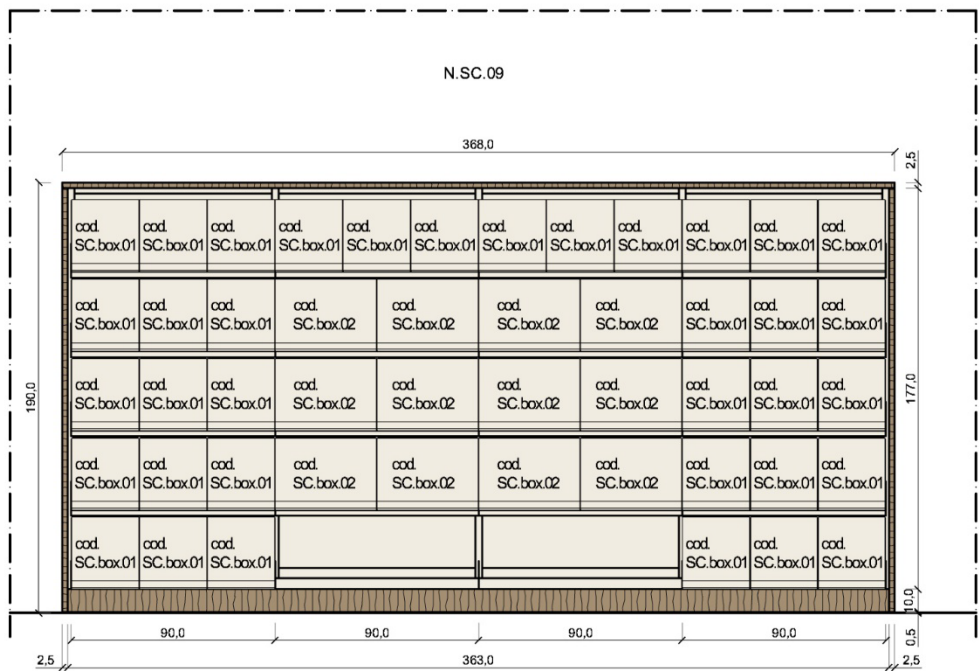 N.SC.09
368,0
2,5
cod. cod. cod. cod. cod. cod. cod. cod. cod. cod. cod. cod.
SC.box.01 SC.box.01 SC.box.01 SC.box.01 SC.box.01 SC.box.01 SC.box.01 SC.box.01 SC.box.01 SC.box.01 SC.box.01 SC.box.01
cod. cod. cod. cod. cod. cod. cod. cod. cod. cod.
SC.box.01 SC.box.01 SC.box.01 SC.box.02 SC.box.02 SC.box.02 SC.box.02 SC.box.01 SC.box.01 SC.box.01
190,0
177,0
cod. cod. cod. cod. cod. cod. cod. cod. cod. cod.
SC.box.01 SC.box.01 SC.box.01 SC.box.02 SC.box.02 SC.box.02 SC.box.02 SC.box.01 SC.box.01 SC.box.01
cod. cod. cod. cod. cod. cod. cod. cod. cod. cod.
SC.box.01 SC.box.01 SC.box.01 SC.box.02 SC.box.02 SC.box.02 SC.box.02 SC.box.01 SC.box.01 SC.box.01
cod. cod. cod. cod. cod. cod.
SC.box.01 SC.box.01 SC.box.01 SC.box.01 SC.box.01 SC.box.01
10,0
90,0 90,0 90,0 90,0
0,5
2,5 363,0 2,5